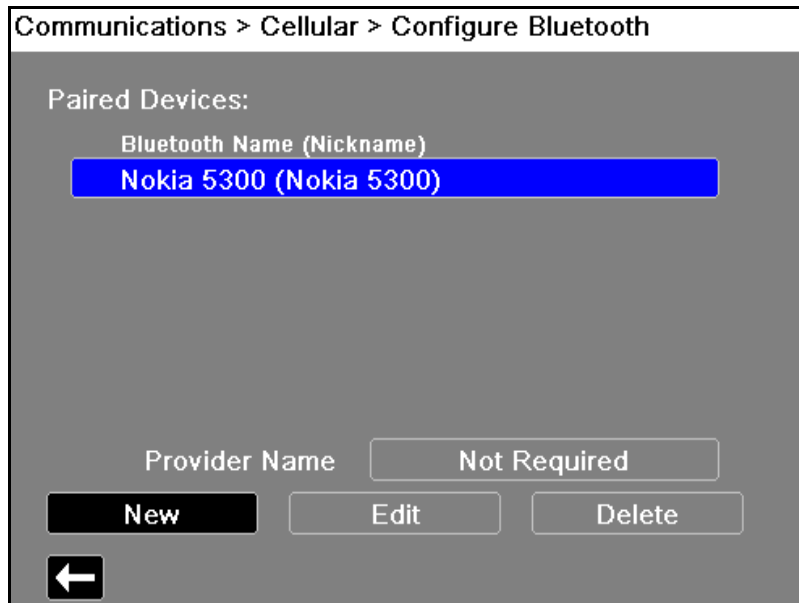 Communications > Cellular > Configure Bluetooth
Paired Devices:
Bluetooth Name (Nickname)
Nokia 5300 (Nokia 5300)
Provider Name Not Required
New Edit Delete